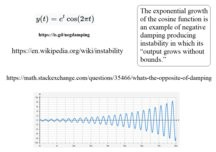 y(t) = e^t cos(2πt)
The exponential growth
of the cosine function is
an example of negative
damping producing
instability in which its
“output grows without
bounds.”
https://is.gd/negdamping
https://en.wikipedia.org/wiki/instability
https://math.stackexchange.com/questions/35466/whats-the-opposite-of-damping